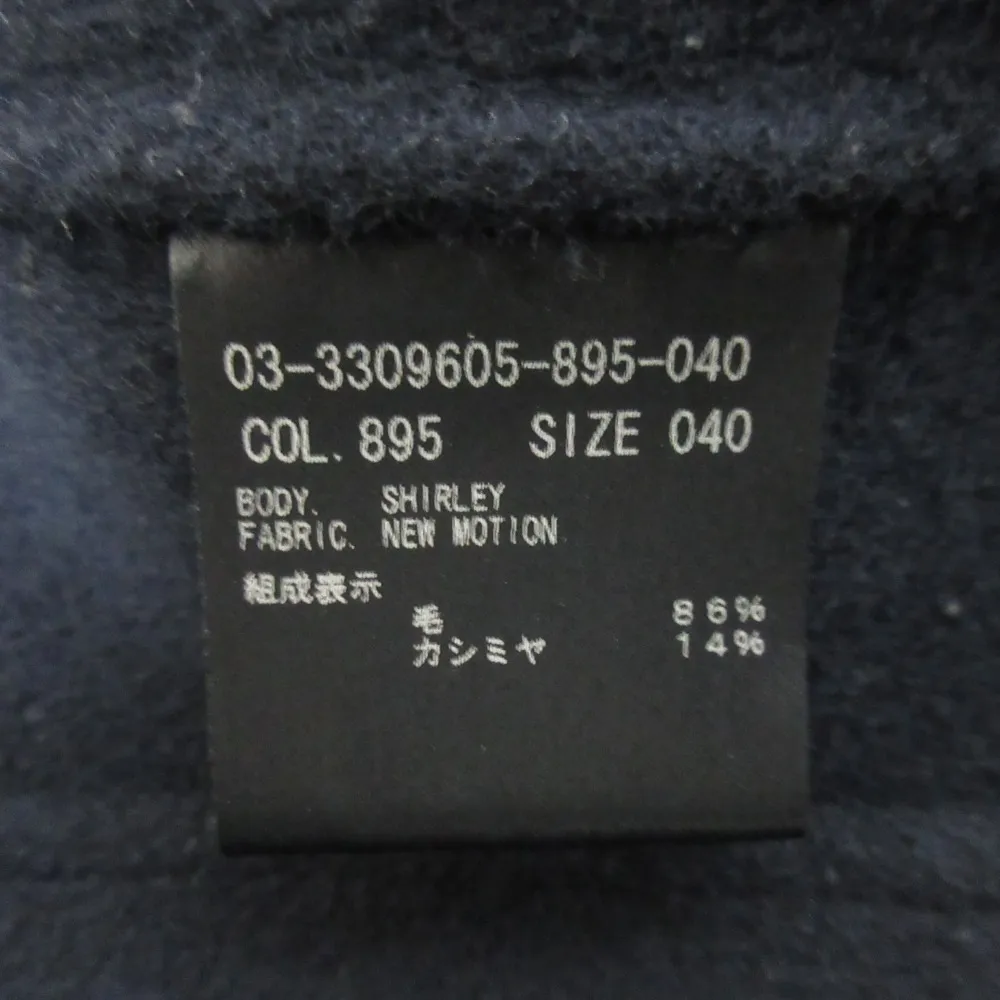 03-3309605-895-040
COL. 895 SIZE 040
BODY. SHIRLEY
FABRIC. NEW MOTION
組成表示
毛 86%
カシミヤ 14%